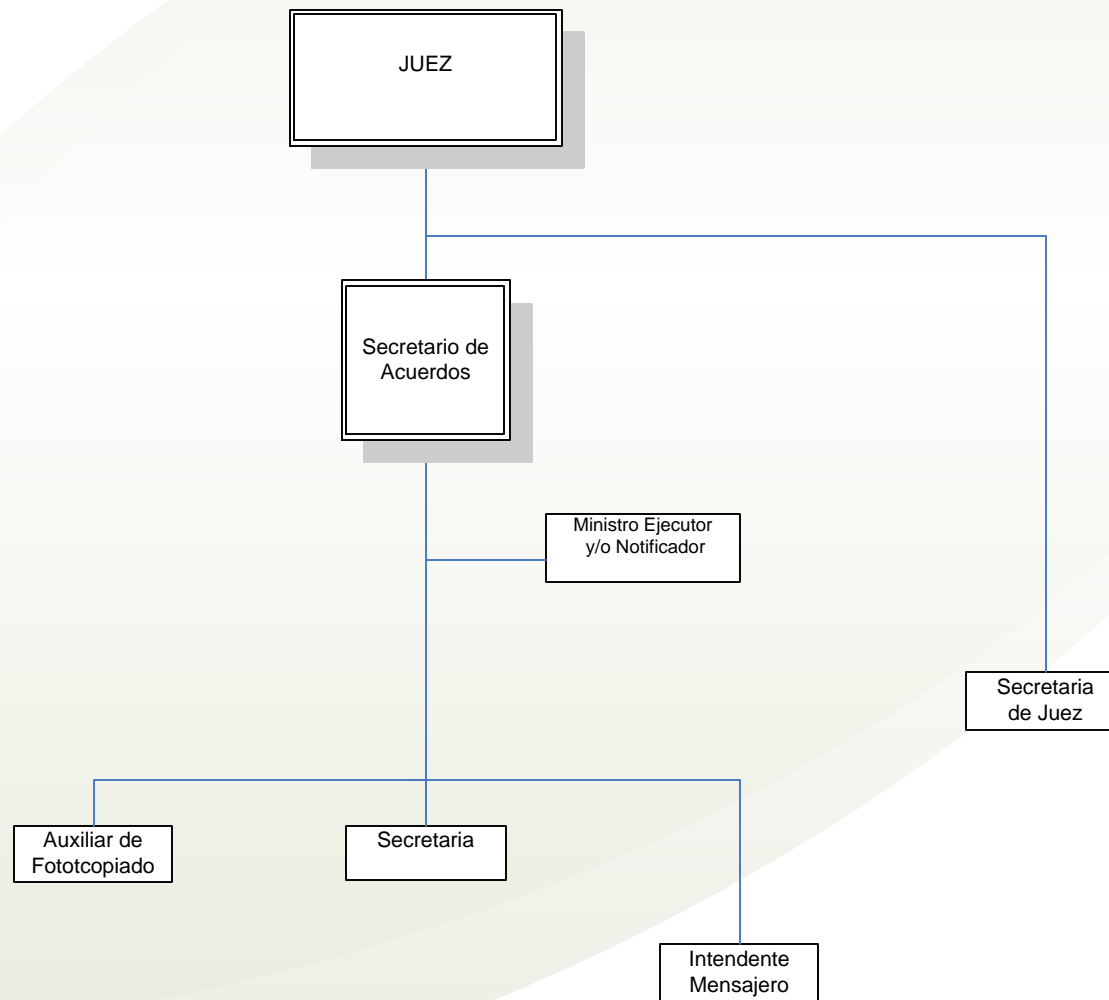 JUEZ
Secretario de
Acuerdos
Ministro Ejecutor
y/o Notificador
Secretaria
de Juez
Auxiliar de
Fototcopiado
Secretaria
Intendente
Mensajero